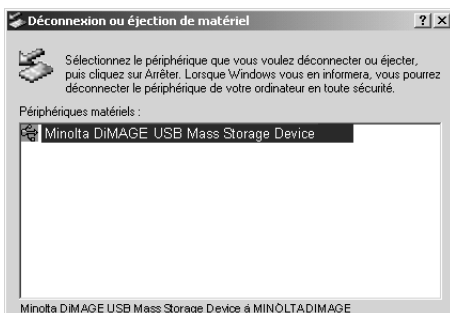 Déconnexion ou éjection de matériel
Sélectionnez le périphérique que vous voulez déconnecter ou éjecter,
puis cliquez sur Arrêter. Lorsque Windows vous en informera, vous pourrez
déconnecter le périphérique de votre ordinateur en toute sécurité.
Périphériques matériels :
Minolta DiMAGE USB Mass Storage Device
Minolta DiMAGE USB Mass Storage Device á MINOLTADIMAGE